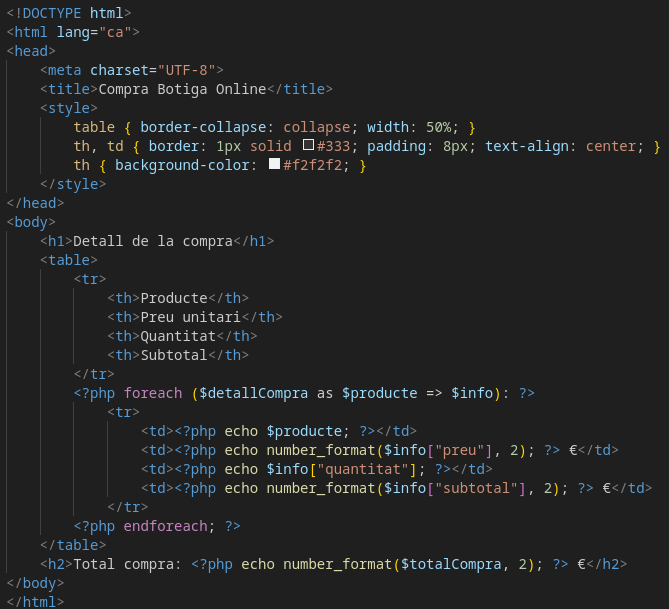 <!DOCTYPE html>
<html lang="ca">
<head>
    <meta charset="UTF-8">
    <title>Compra Botiga Online</title>
    <style>
        table { border-collapse: collapse; width: 50%; }
        th, td { border: 1px solid #333; padding: 8px; text-align: center; }
        th { background-color: #f2f2f2; }
    </style>
</head>
<body>
    <h1>Detall de la compra</h1>
    <table>
        <tr>
            <th>Producte</th>
            <th>Preu unitari</th>
            <th>Quantitat</th>
            <th>Subtotal</th>
        </tr>
        <?php foreach ($detallCompra as $producte => $info): ?>
            <tr>
                <td><?php echo $producte; ?></td>
                <td><?php echo number_format($info["preu"], 2); ?> €</td>
                <td><?php echo $info["quantitat"]; ?></td>
                <td><?php echo number_format($info["subtotal"], 2); ?> €</td>
            </tr>
        <?php endforeach; ?>
    </table>
    <h2>Total compra: <?php echo number_format($totalCompra, 2); ?> €</h2>
</body>
</html>